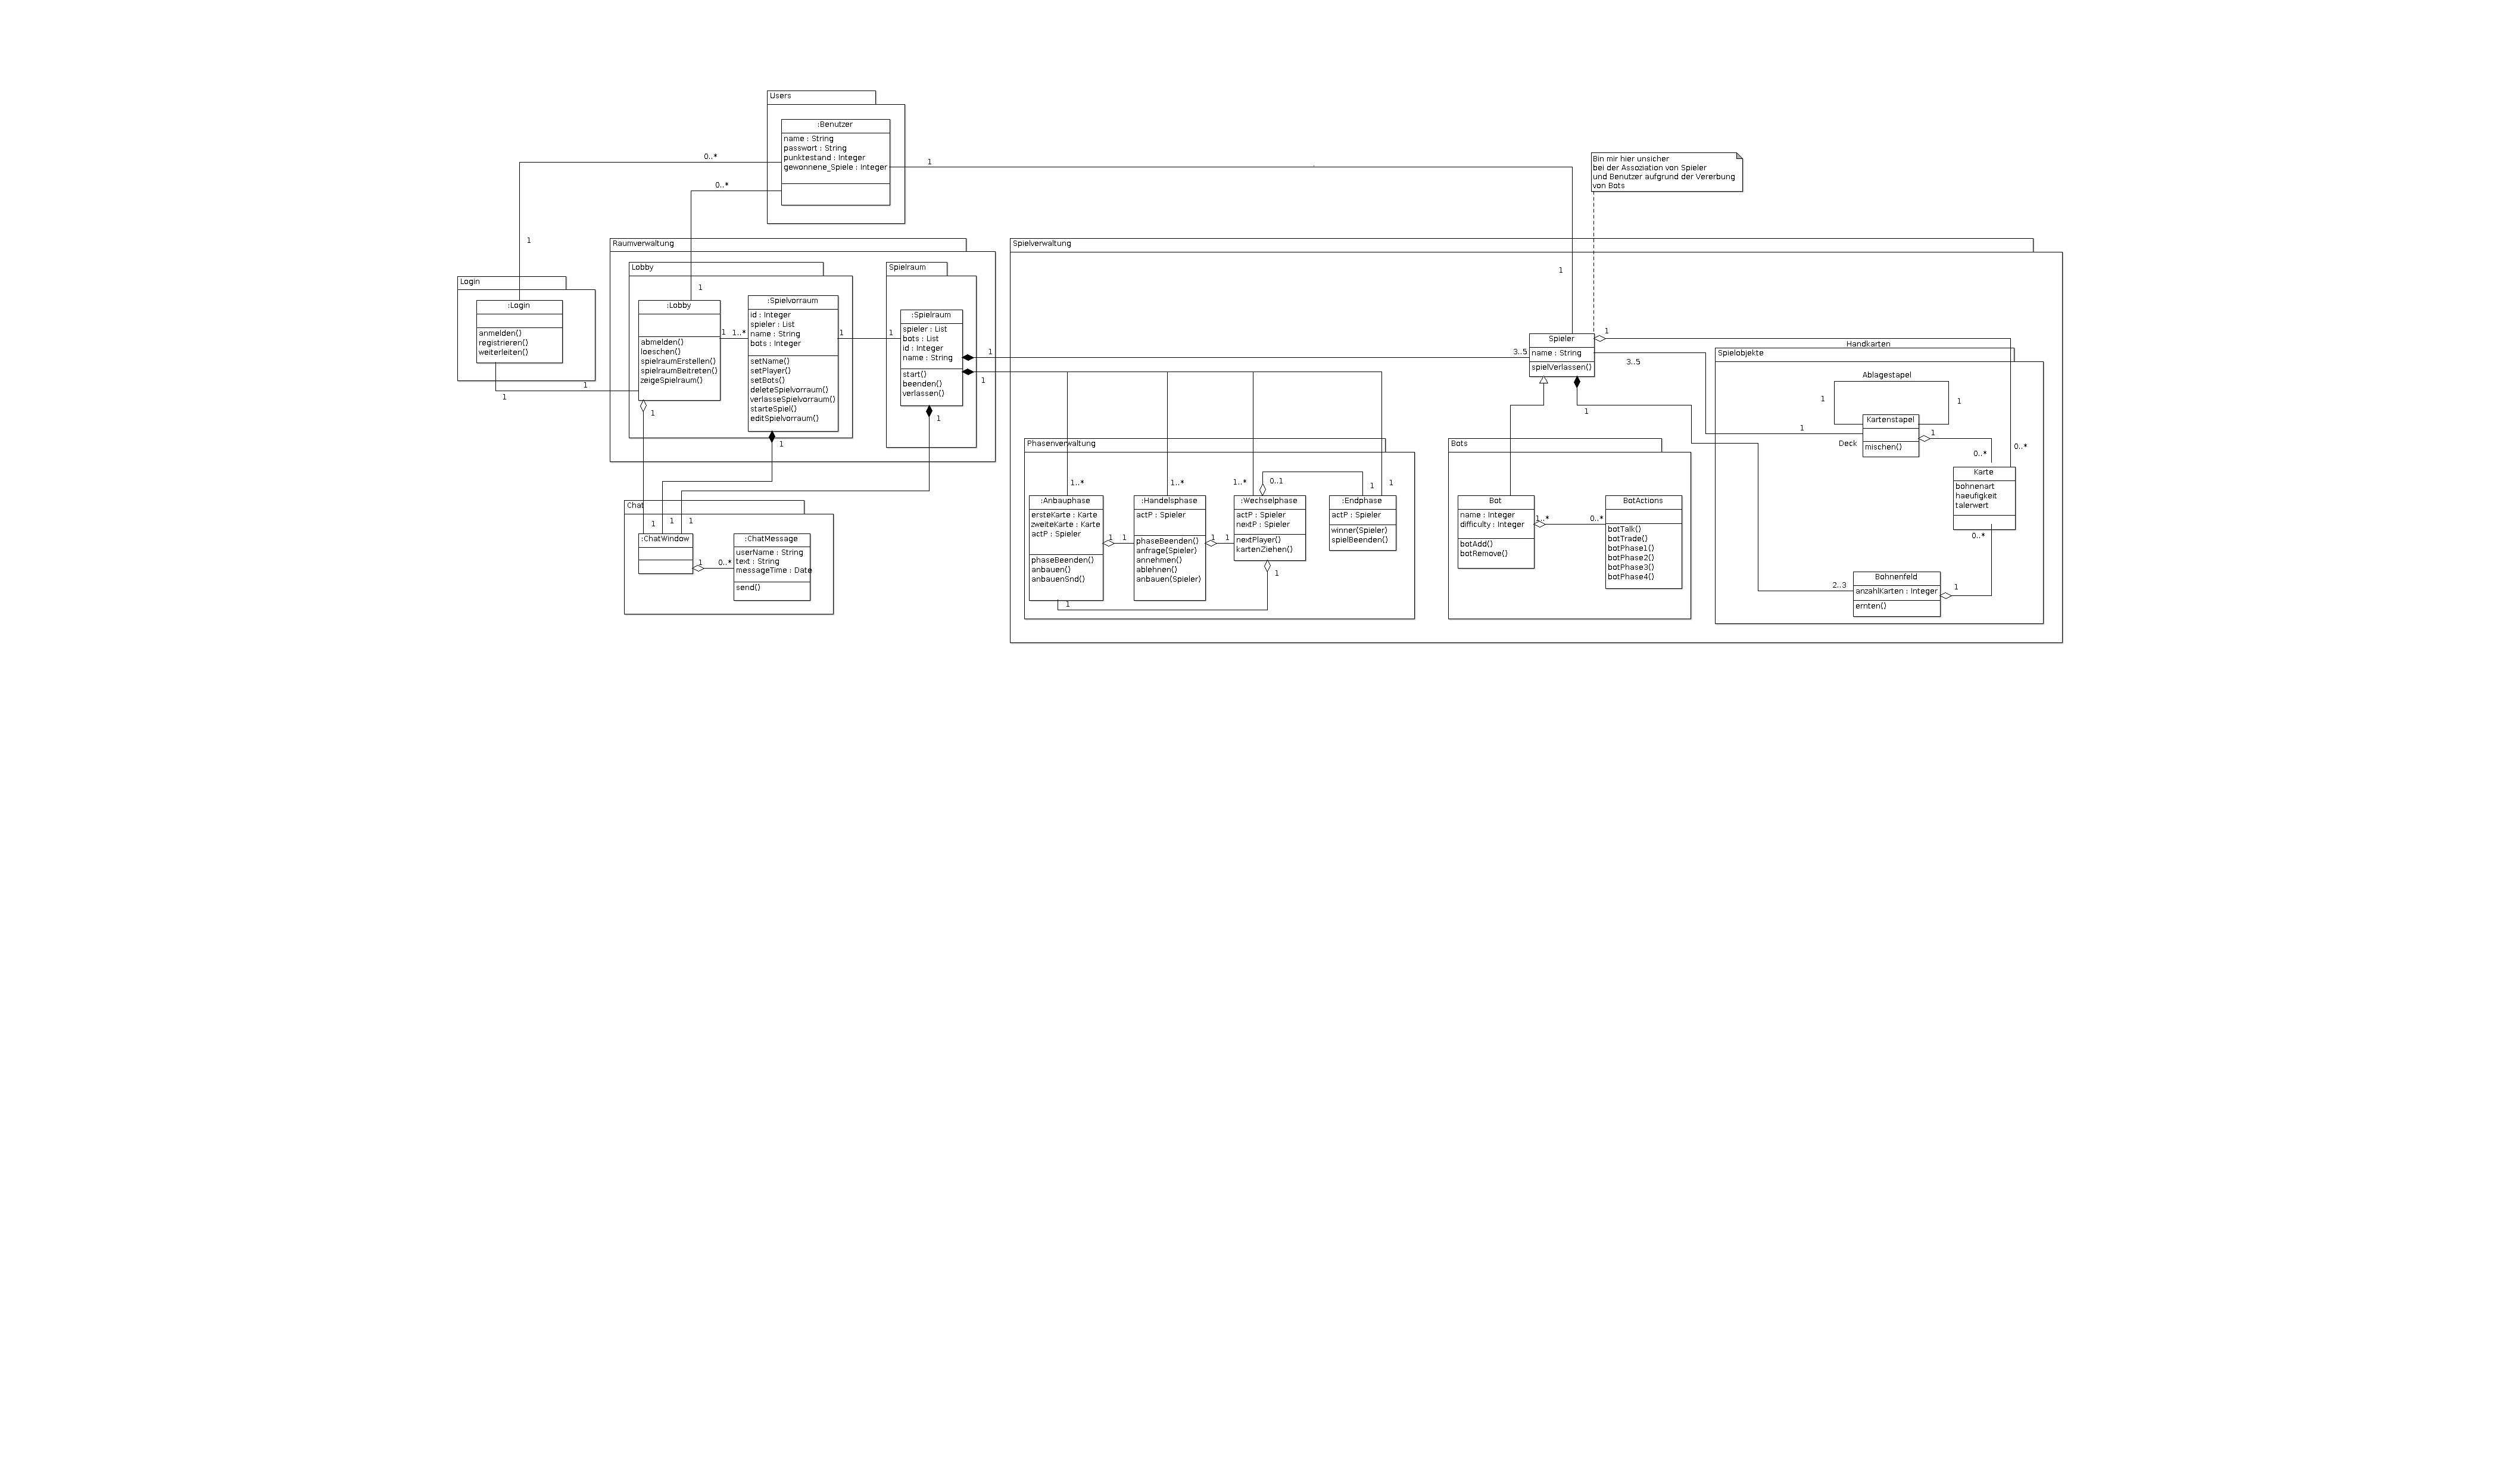 Users
:Benutzer
name : String
passwort : String
punktestand : Integer
gewonnene_Spiele : Integer
0..*
0..*
1
1
1
1
Bin mir hier unsicher
bei der Assoziation von Spieler
und Benutzer aufgrund der Vererbung
von Bots
Login
:Login
anmelden()
registrieren()
weiterleiten()
1
1
Raumverwaltung
Lobby
:Lobby
abmelden()
loeschen()
spielraumErstellen()
spielraumBeitreten()
zeigeSpielraum()
1
1..*
1
:Spielvorraum
id : Integer
spieler : List
name : String
bots : Integer
setName()
setPlayer()
setBots()
deleteSpielvorraum()
verlasseSpielvorraum()
starteSpiel()
editSpielvorraum()
1
1
1
Spielraum
:Spielraum
spieler : List
bots : List
id : Integer
name : String
start()
beenden()
verlassen()
1
1
1
Chat
1
1
1
:ChatWindow
1
0..*
:ChatMessage
userName : String
text : String
messageTime : Date
send()
Spielverwaltung
3..5
Spieler
name : String
spielVerlassen()
1
3..5
1
Phasenverwaltung
1..*
1..*
1..*
0..1
1
1
:Anbauphase
ersteKarte : Karte
zweiteKarte : Karte
actP : Spieler
phaseBeenden()
anbauen()
anbauenSnd()
1
1
1
:Handelsphase
actP : Spieler
phaseBeenden()
anfrage(Spieler)
annehmen()
ablehnen()
anbauen(Spieler)
1
1
:Wechselphase
actP : Spieler
nextP : Spieler
nextPlayer()
kartenZiehen()
1
:Endphase
actP : Spieler
winner(Spieler)
spielBeenden()
Bots
Bot
name : Integer
difficulty : Integer
botAdd()
botRemove()
1..*
0..*
BotActions
botTalk()
botTrade()
botPhase1()
botPhase2()
botPhase3()
botPhase4()
Handkarten
Spielobjekte
Ablagestapel
1
1
Kartenstapel
mischen()
1
Deck
1
0..*
0..*
Karte
bohnenart
haeufigkeit
talerwert
0..*
2..3
Bohnenfeld
anzahlKarten : Integer
ernten()
1